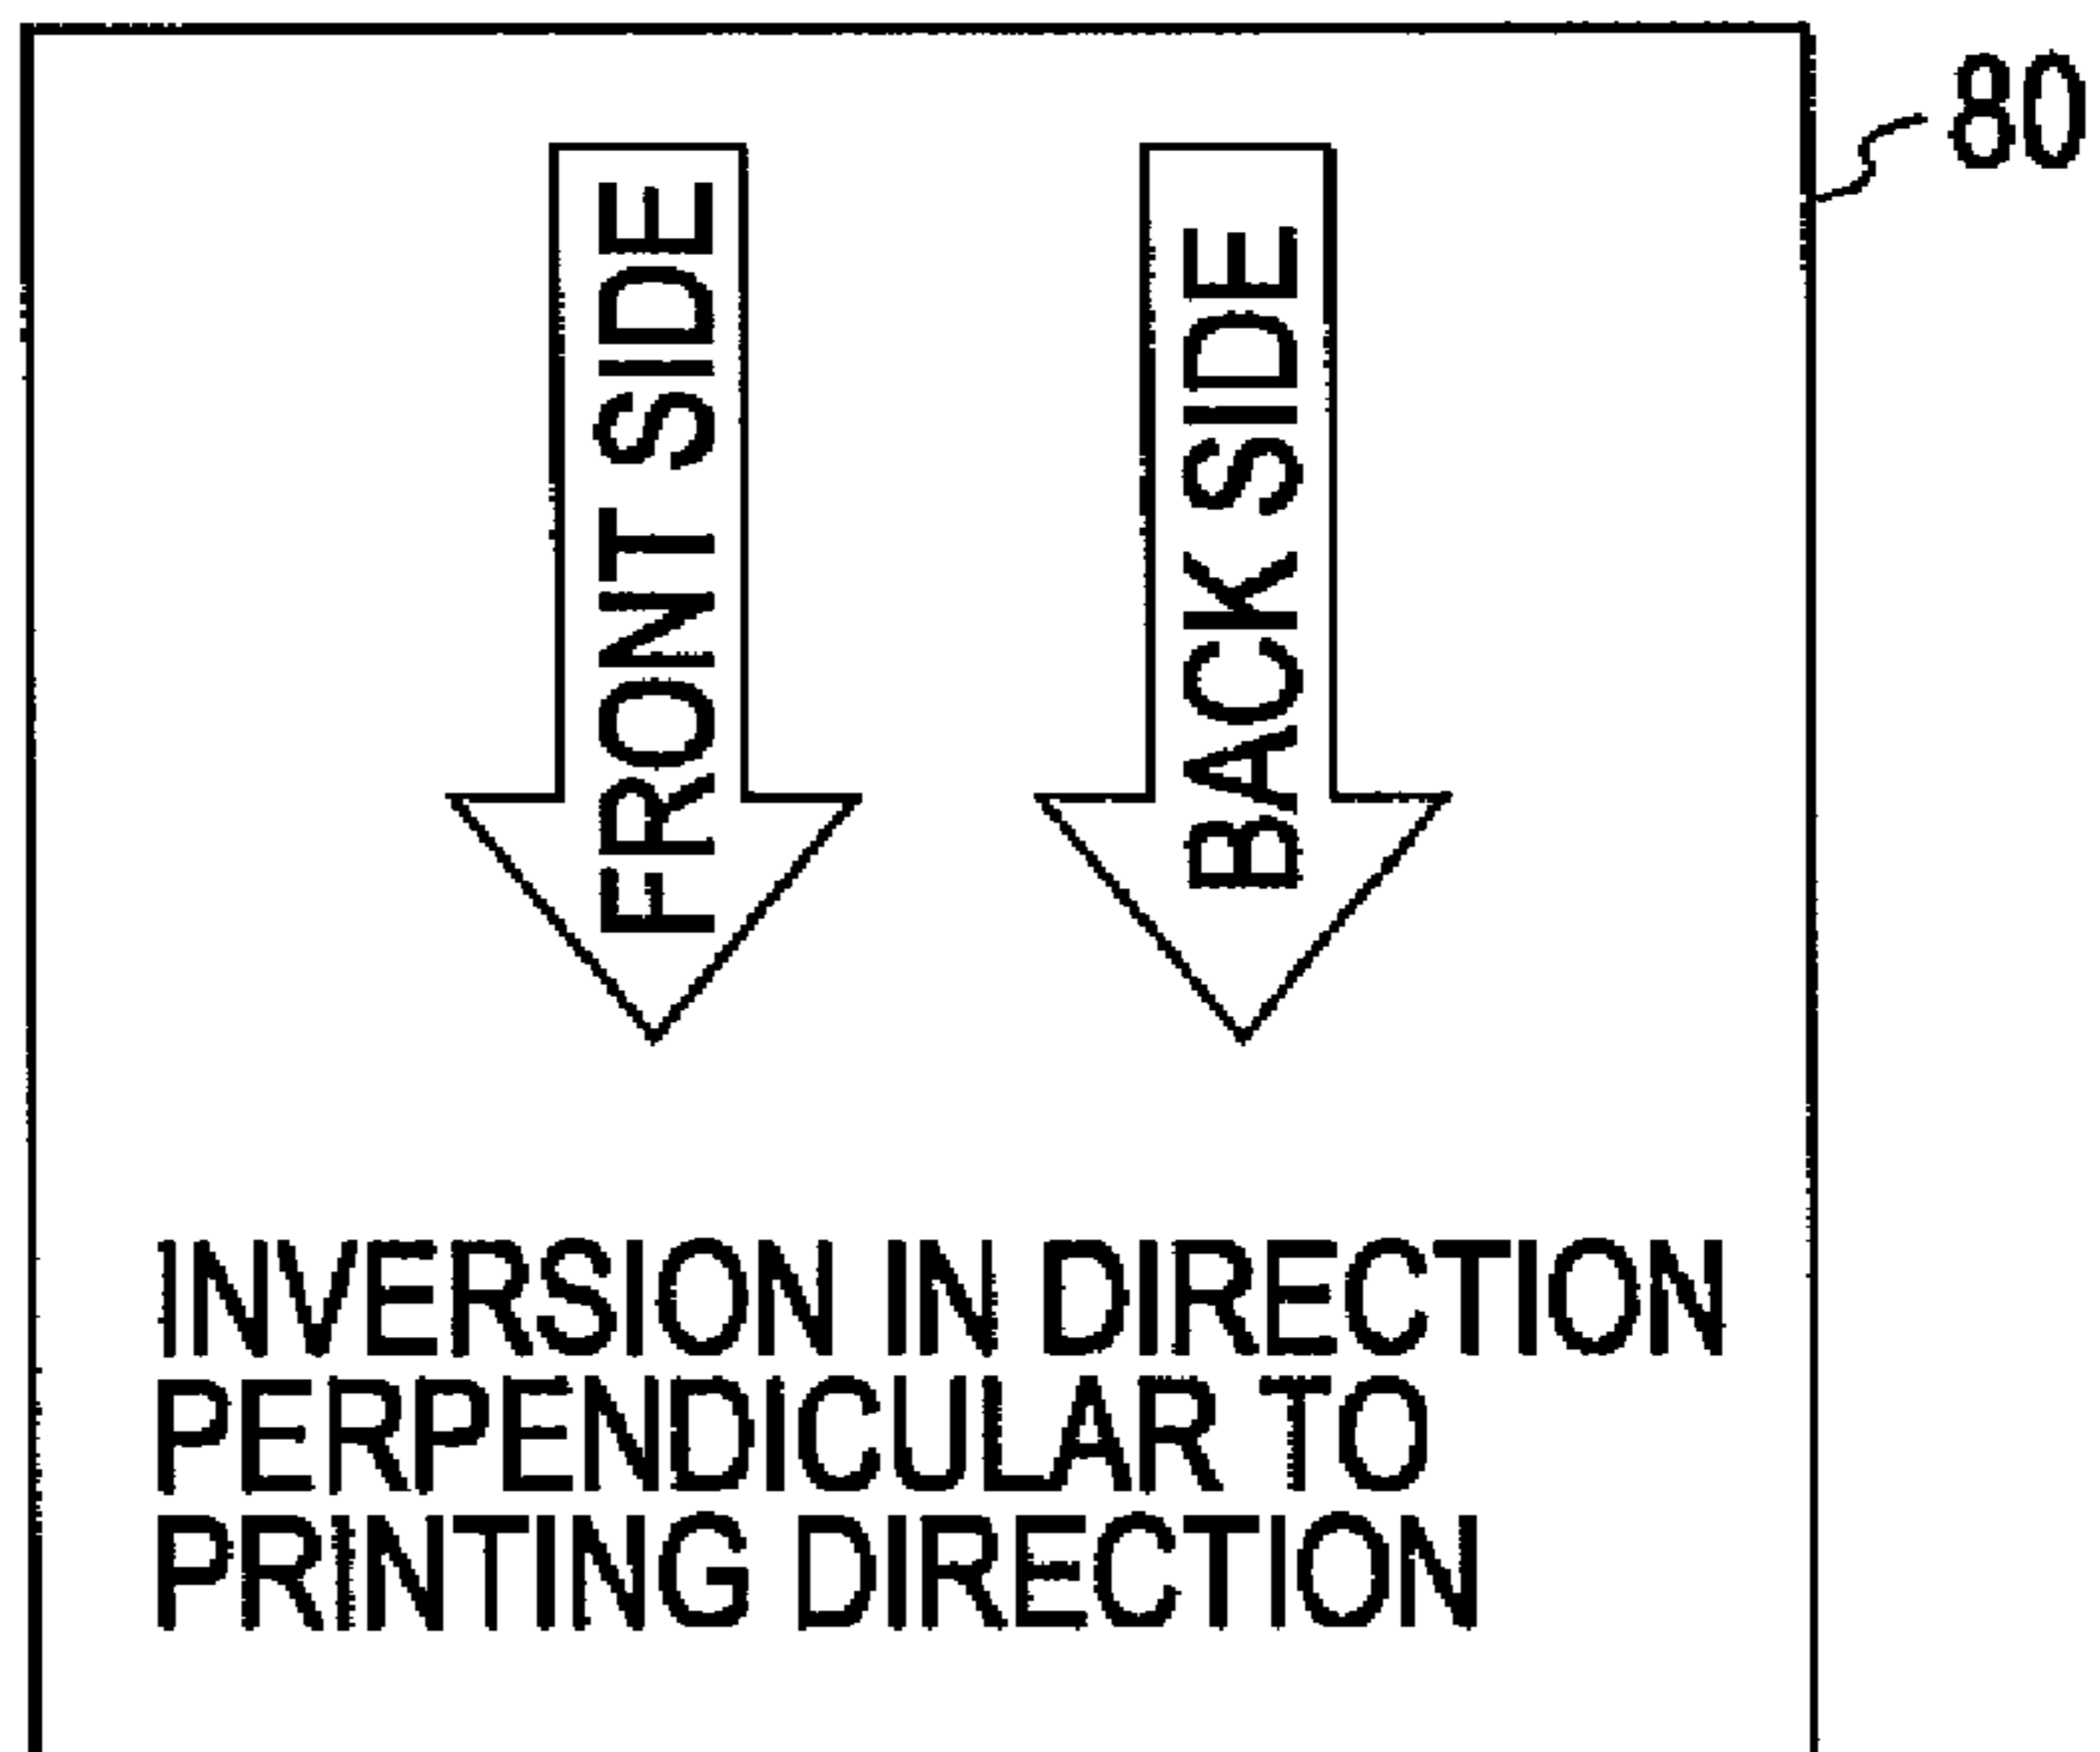 80
FRONT SIDE
BACK SIDE
INVERSION IN DIRECTION
PERPENDICULAR TO
PRINTING DIRECTION